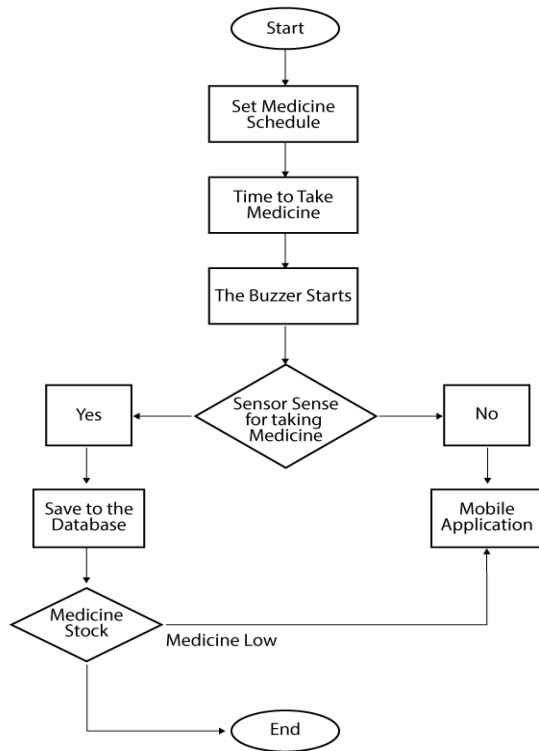 Start
Set Medicine
Schedule
Time to Take
Medicine
The Buzzer Starts
Sensor Sense
for taking
Medicine
Yes
No
Save to the
Database
Mobile
Application
Medicine
Stock
Medicine Low
End